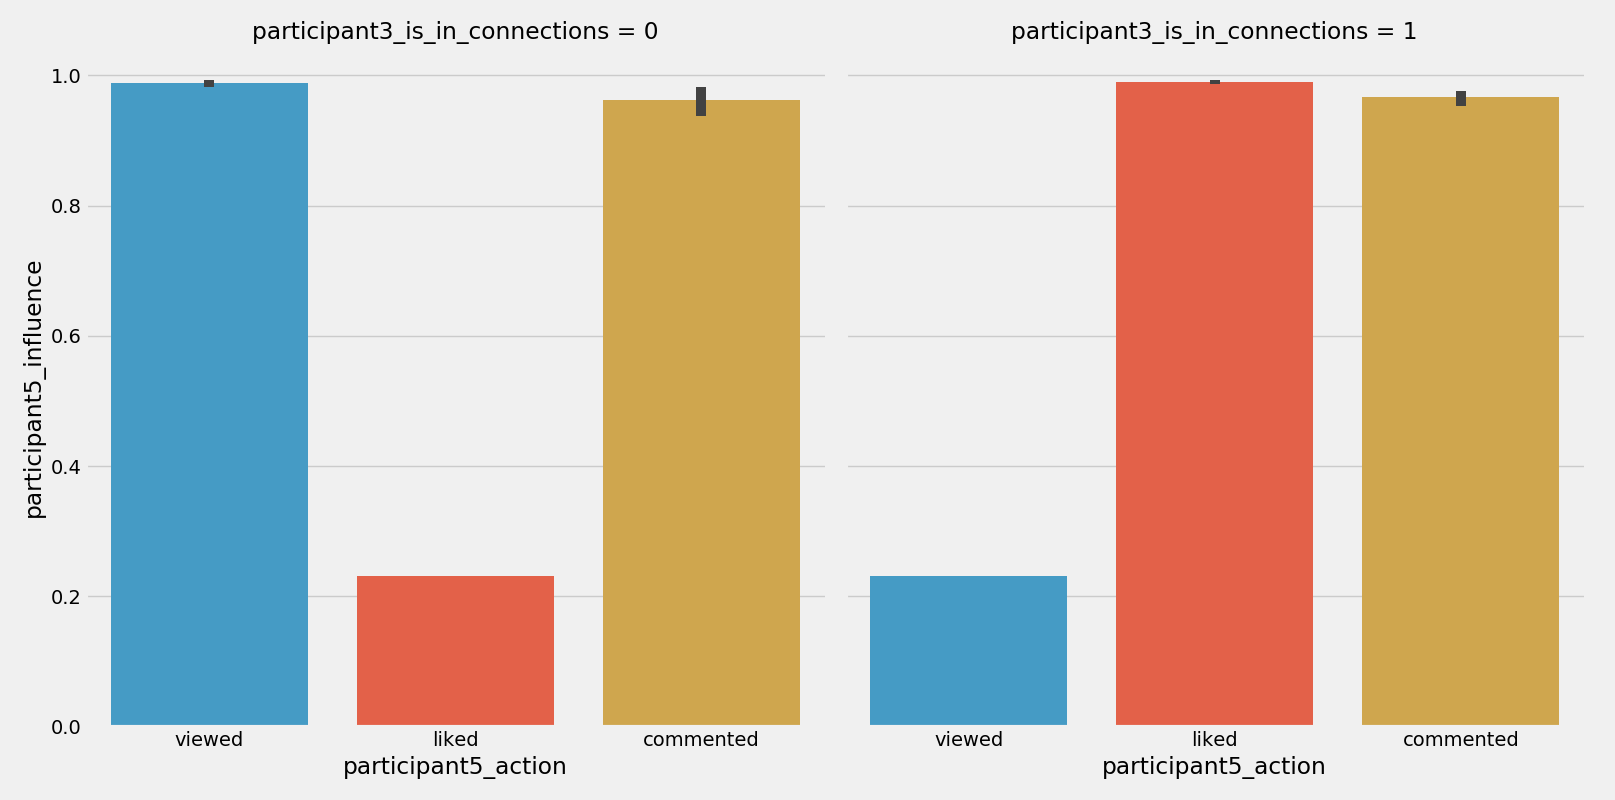 participant3_is_in_connections = 0
participant3_is_in_connections = 1
participant5_influence
1.0
0.8
0.6
0.4
0.2
0.0
viewed liked commented
viewed liked commented
participant5_action
participant5_action